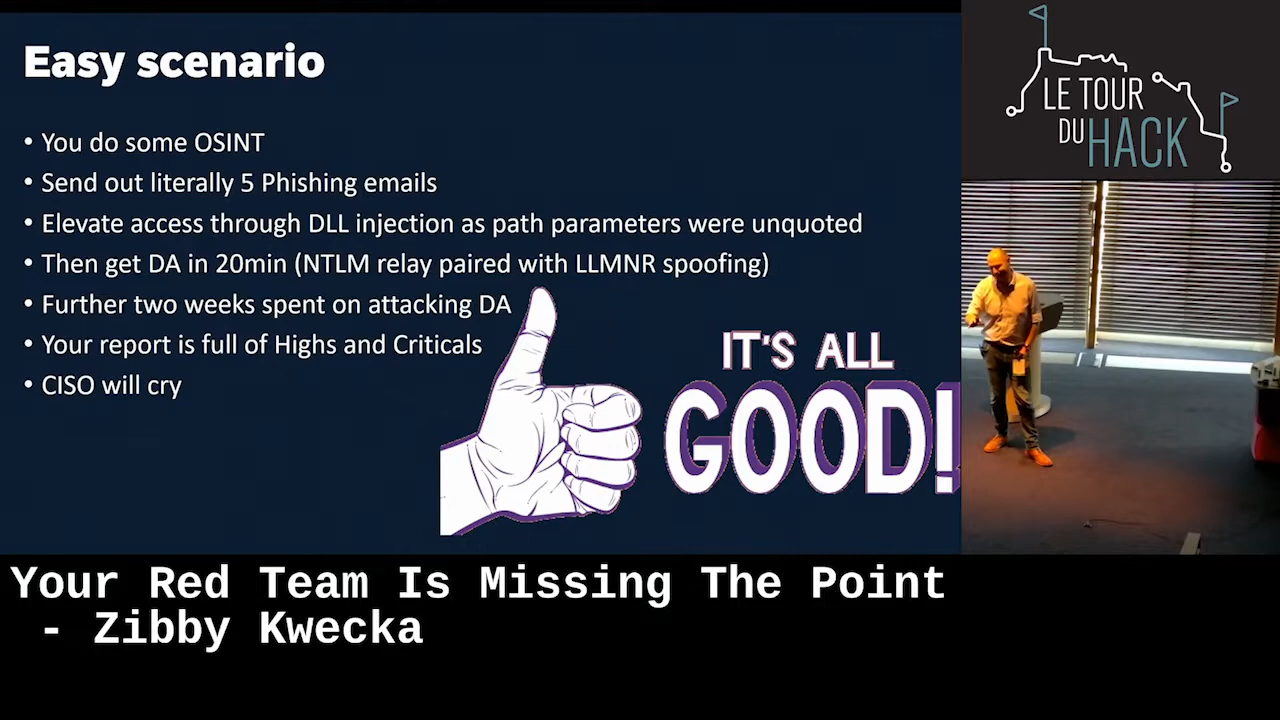 Easy scenario
• You do some OSINT
• Send out literally 5 Phishing emails
• Elevate access through DLL injection as path parameters were unquoted
• Then get DA in 20min (NTLM relay paired with LLMNR spoofing)
• Further two weeks spent on attacking DA
• Your report is full of Highs and Criticals
• CISO will cry
IT'S ALL
GOOD!
LE TOUR
DU HACK
Your Red Team Is Missing The Point
- Zibby Kwecka